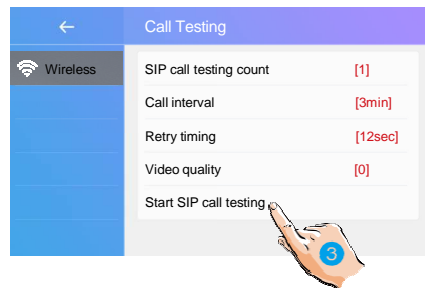 Call Testing
Wireless
SIP call testing count [1]
Call interval [3min]
Retry timing [12sec]
Video quality [0]
Start SIP call testing
3